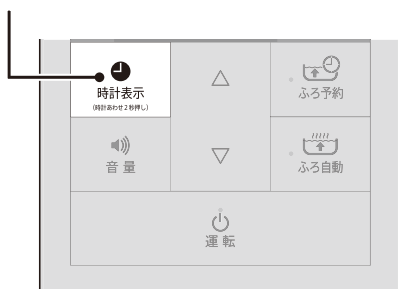 時計表示
(時計あわせ2秒押し)
ふろ予約
音量
ふろ自動
運転